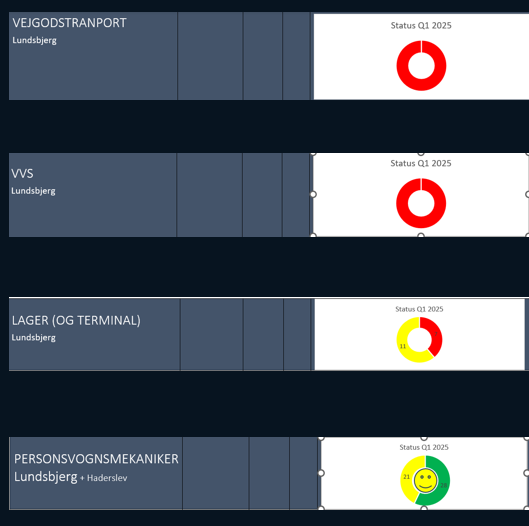 VEJGODSTRANPORT
Lundsbjerg
Status Q1 2025
VVS
Lundsbjerg
Status Q1 2025
LAGER (OG TERMINAL)
Lundsbjerg
Status Q1 2025
11
PERSONSVOGNSMEKANIKER
Lundsbjerg + Haderslev
Status Q1 2025
21